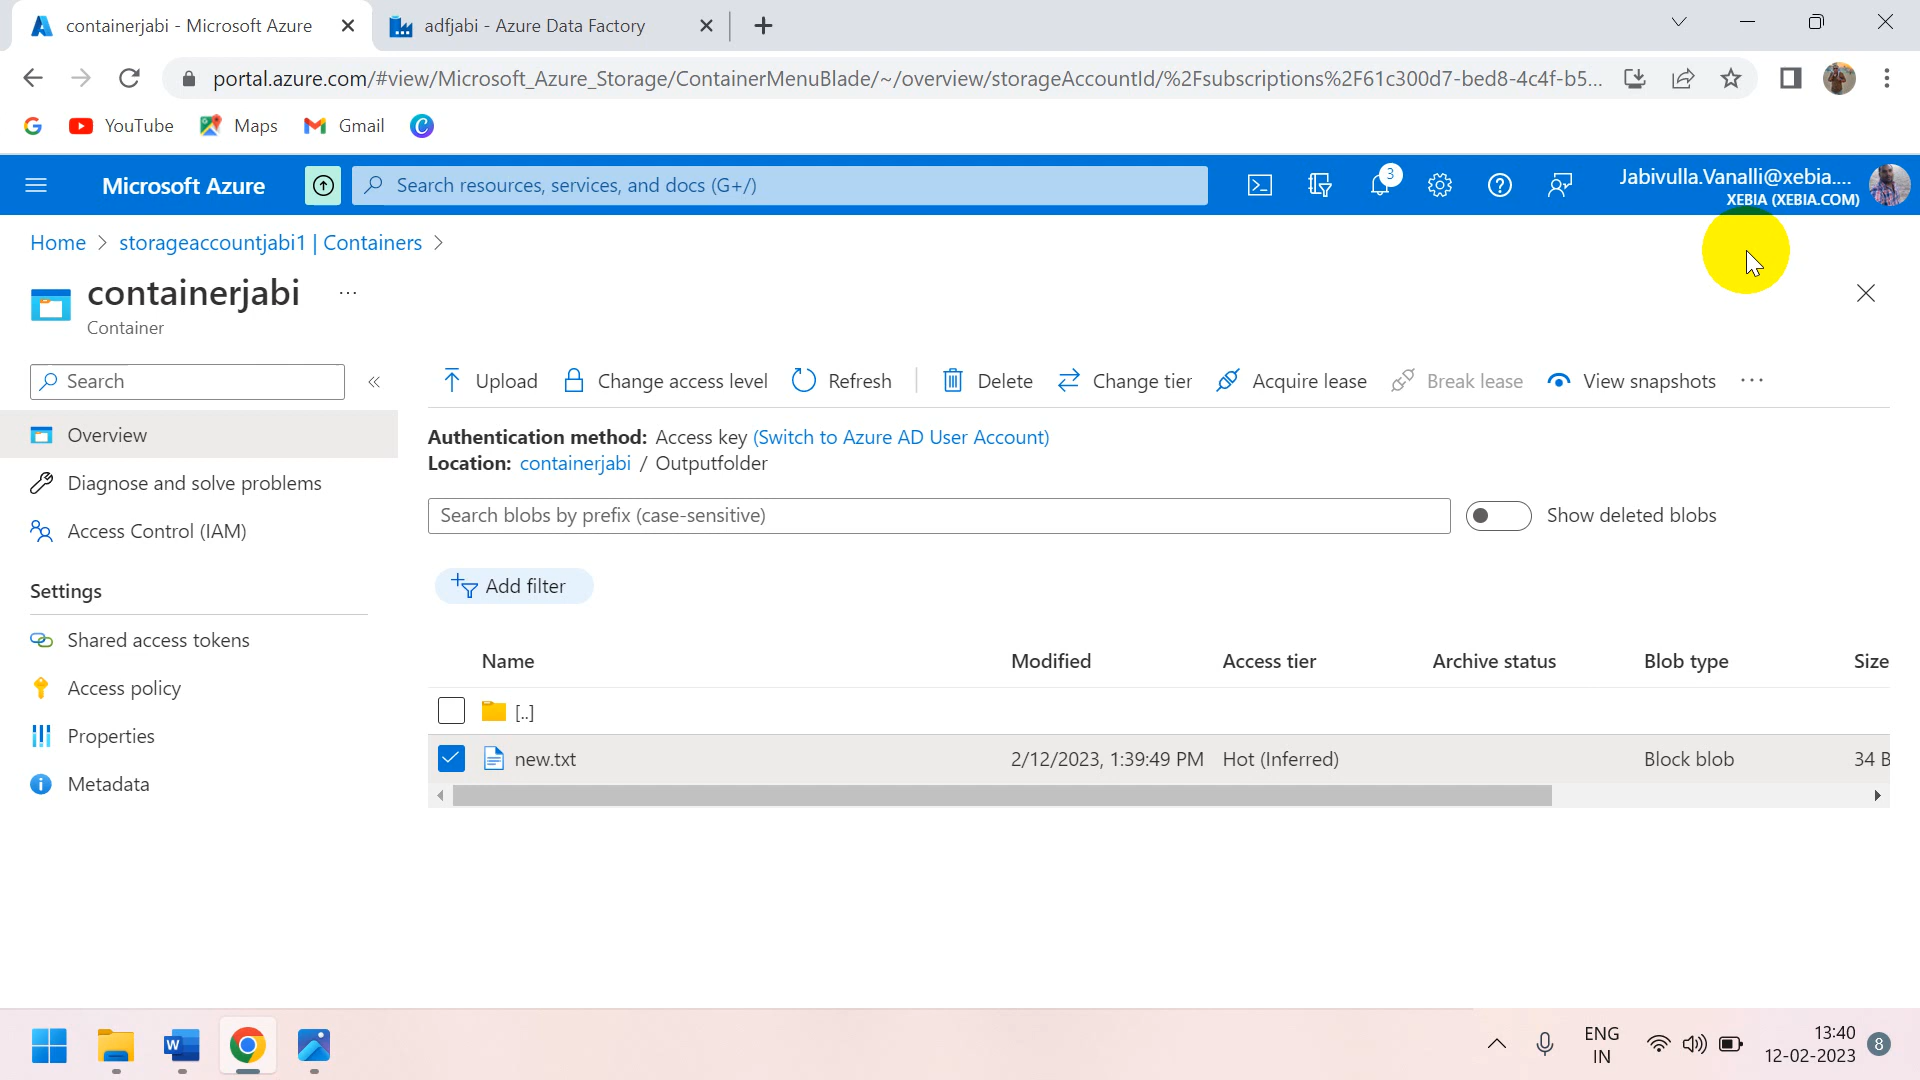 containerjabi - Microsoft Azure
adfjabi - Azure Data Factory
portal.azure.com/#view/Microsoft_Azure_Storage/ContainerMenuBlade/~/overview/storageAccountId/%2Fsubscriptions%2F61c300d7-bed8-4c4f-b5...
YouTube
Maps
Gmail
Microsoft Azure
Search resources, services, and docs (G+/)
3
Jabivulla.Vanalli@xebia....
XEBIA (XEBIA.COM)
Home > storageaccountjabi1 | Containers >
containerjabi ...
Container
Search
Upload
Change access level
Refresh
Delete
Change tier
Acquire lease
Break lease
View snapshots
...
Overview
Diagnose and solve problems
Access Control (IAM)
Settings
Shared access tokens
Access policy
Properties
Metadata
Authentication method: Access key (Switch to Azure AD User Account)
Location: containerjabi / Outputfolder
Search blobs by prefix (case-sensitive)
Show deleted blobs
Add filter
Name Modified Access tier Archive status Blob type Size
[..]
new.txt 2/12/2023, 1:39:49 PM Hot (Inferred) Block blob 34 B
ENG
IN
13:40
12-02-2023
8